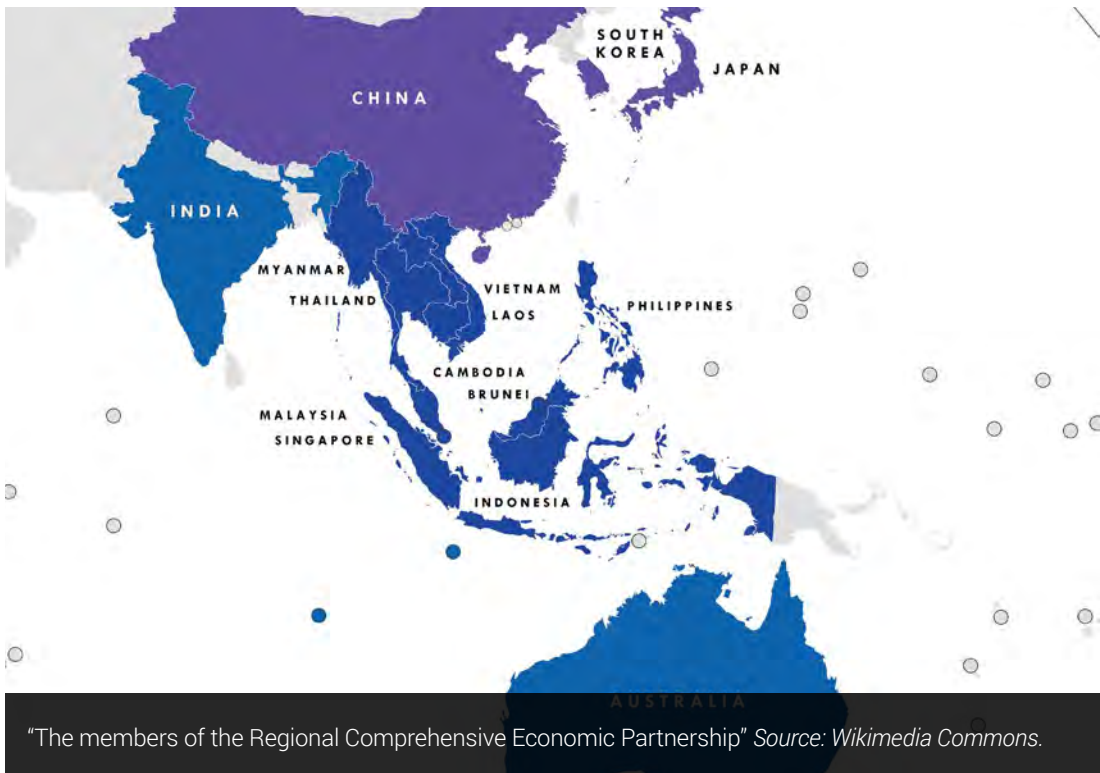 SOUTH
KOREA
JAPAN
CHINA
INDIA
MYANMAR
THAILAND
VIETNAM
LAOS
PHILIPPINES
CAMBODIA
BRUNEI
MALAYSIA
SINGAPORE
INDONESIA
AUSTRALIA
“The members of the Regional Comprehensive Economic Partnership” Source: Wikimedia Commons.